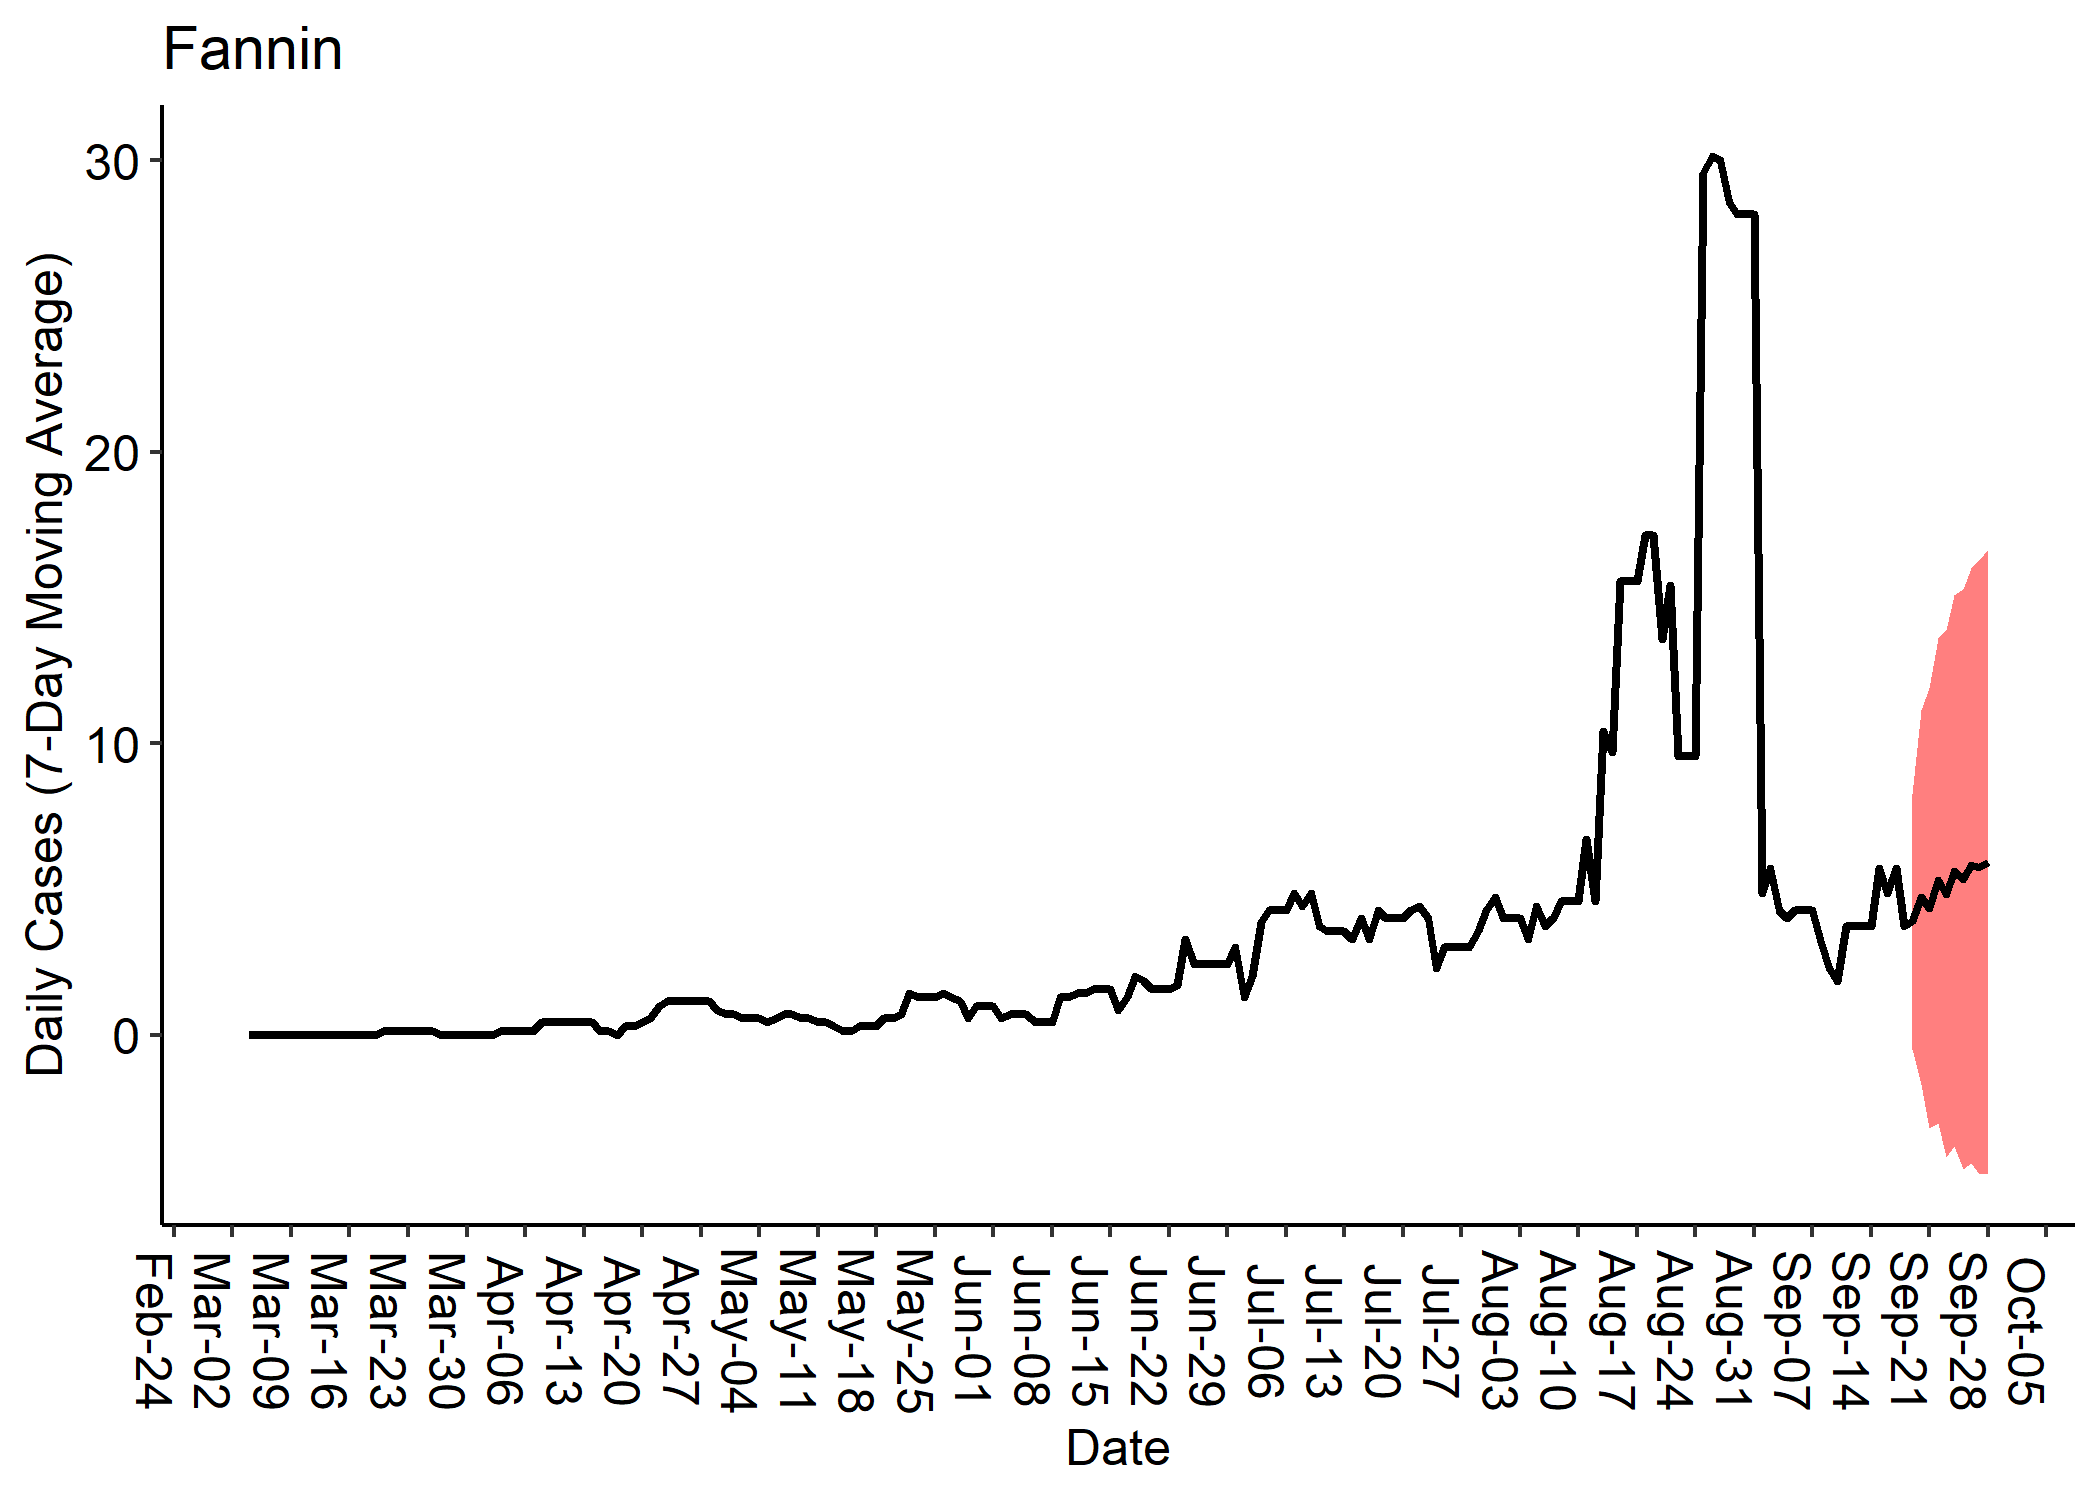 Fannin
Daily Cases (7-Day Moving Average)
30
20
10
0
Feb-24
Mar-02
Mar-09
Mar-16
Mar-23
Mar-30
Apr-06
Apr-13
Apr-20
Apr-27
May-04
May-11
May-18
May-25
Jun-01
Jun-08
Jun-15
Jun-22
Jun-29
Jul-06
Jul-13
Jul-20
Jul-27
Aug-03
Aug-10
Aug-17
Aug-24
Aug-31
Sep-07
Sep-14
Sep-21
Sep-28
Oct-05
Date